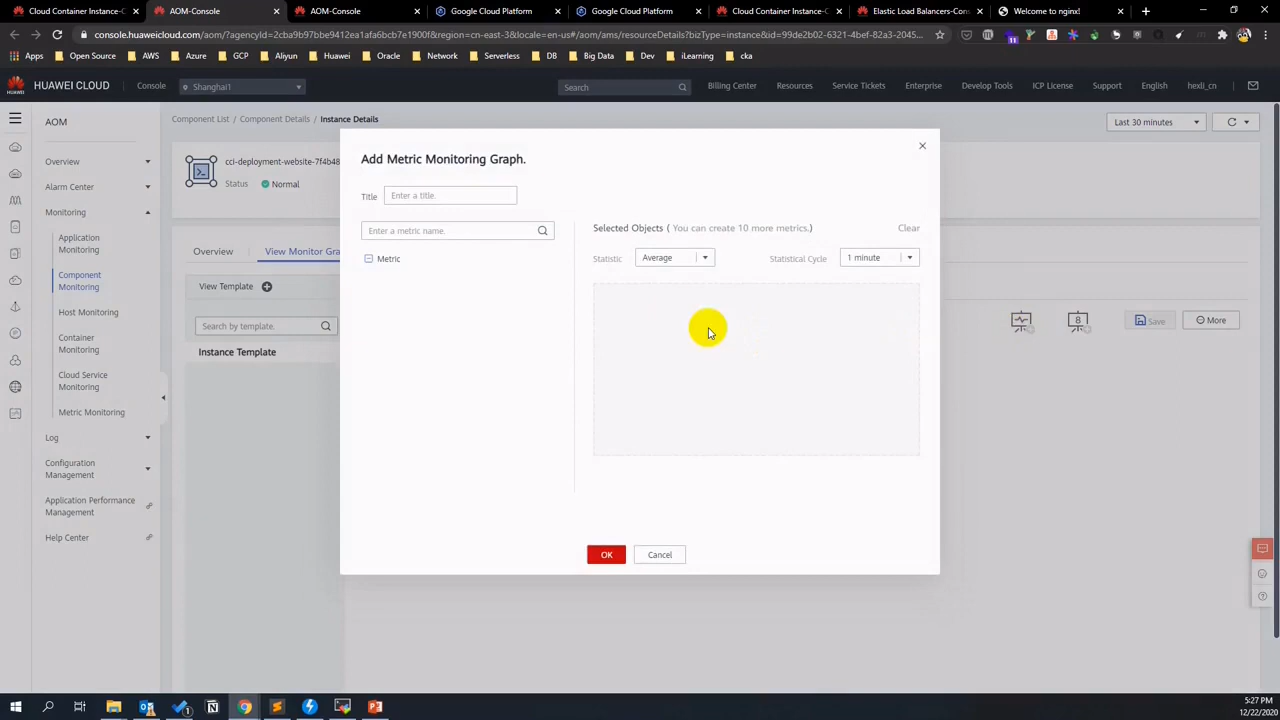 Cloud Container Instance-C
AOM-Console
AOM-Console
Google Cloud Platform
Google Cloud Platform
Cloud Container Instance-C
Elastic Load Balancers-Con
Welcome to nginx!
console.huaweicloud.com/aom/?agencyId=2cba9b97bbe9412ea1afa6bcb7e1900f&region=cn-east-3&locale=en-us#/aom/ams/resourceDetails?bizType=instance&id=99de2b02-6321-4bef-82a3-2045...
Apps
Yes!
AWS
Azure
GCP
Aliyun
Huawei
Oracle
Network
Serverless
DB
Big Data
Dev
iLearning
cka
HUAWEI CLOUD
Console
Shanghai1
Search
Billing Center
Resources
Service Tickets
Enterprise
Develop Tools
ICP License
Support
English
hexli_cn
AOM
Component List / Component Details / Instance Details
Last 30 minutes
Overview
Alarm Center
Monitoring
Application
Monitoring
Component
Monitoring
Host Monitoring
Container
Monitoring
Cloud Service
Monitoring
Metric Monitoring
Log
Configuration
Management
Application Performance
Management
Help Center
cci-deployment-website-7f4b48
Status
Normal
Overview
View Monitor Gra
View Template
Search by template.
Instance Template
8
Save
More
Add Metric Monitoring Graph.
Title
Enter a title.
Enter a metric name.
Metric
Selected Objects ( You can create 10 more metrics.)
Clear
Statistic
Average
Statistical Cycle
1 minute
OK
Cancel
5:27 PM
12/22/2020